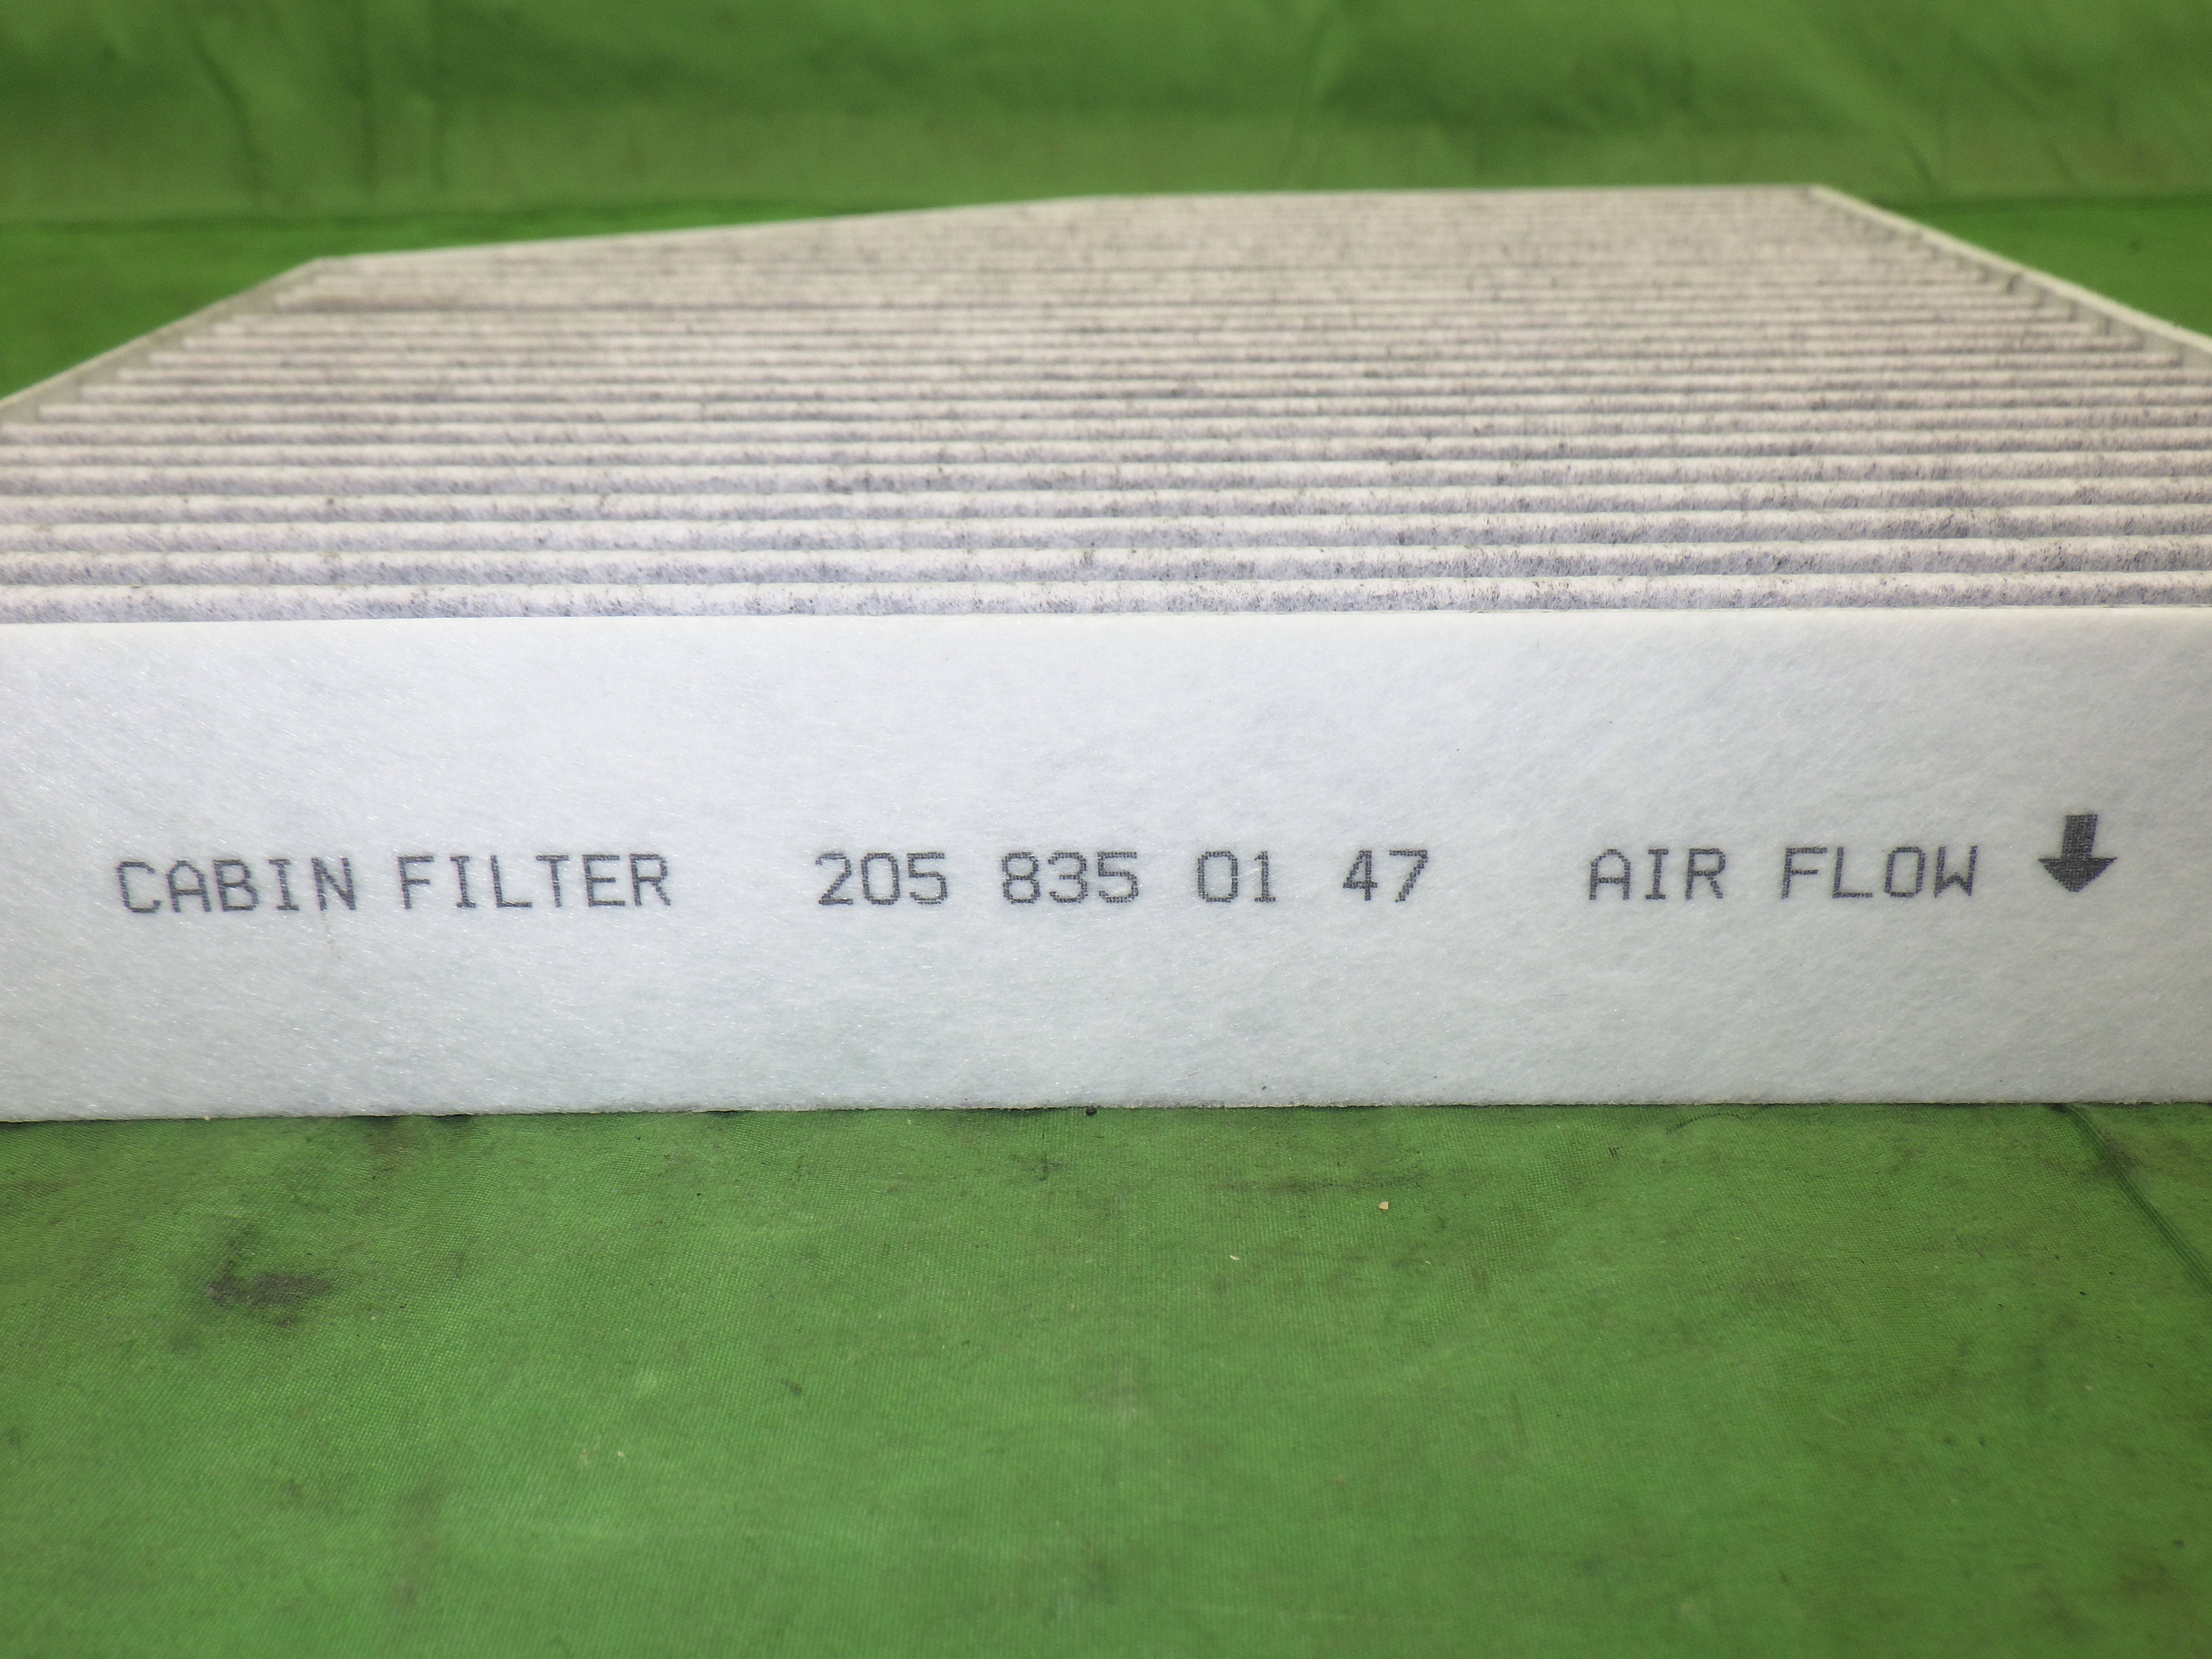 CABIN FILTER 205 835 01 47 AIR FLOW ↓